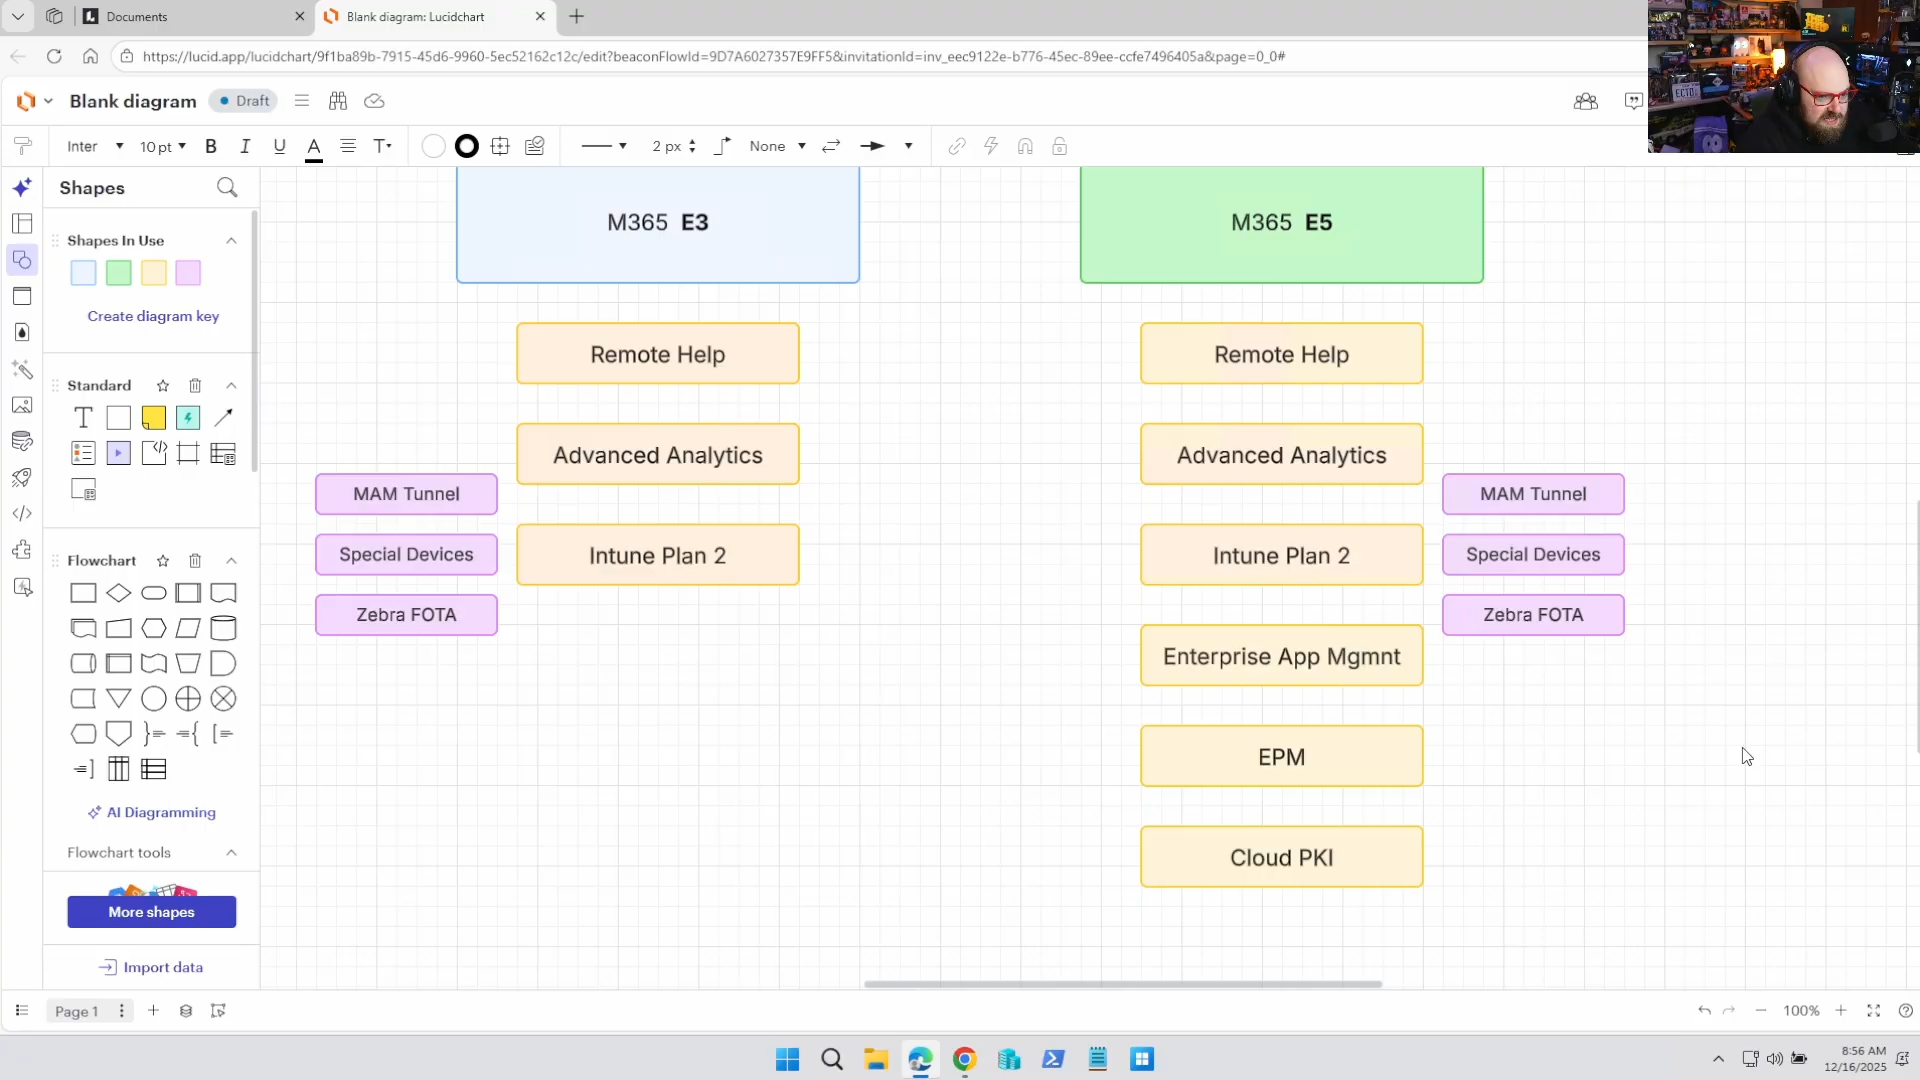 Documents
Blank diagram: Lucidchart
https://lucid.app/lucidchart/9f1ba89b-7915-45d6-9960-5ec52162c12c/edit?beaconFlowId=9D7A6027357E9FF5&invitationId=inv_eec9122e-b776-45ec-89ee-ccfe7496405a&page=0_0#
Blank diagram
Draft
Inter
10 pt
B
I
U
A
T
2 px
None
Shapes
Shapes In Use
Create diagram key
Standard
T
Flowchart
AI Diagramming
Flowchart tools
More shapes
Import data
M365 E3
Remote Help
Advanced Analytics
MAM Tunnel
Special Devices
Intune Plan 2
Zebra FOTA
M365 E5
Remote Help
Advanced Analytics
MAM Tunnel
Intune Plan 2
Special Devices
Zebra FOTA
Enterprise App Mgmnt
EPM
Cloud PKI
Page 1
100%
8:56 AM
12/16/2025
ECTO